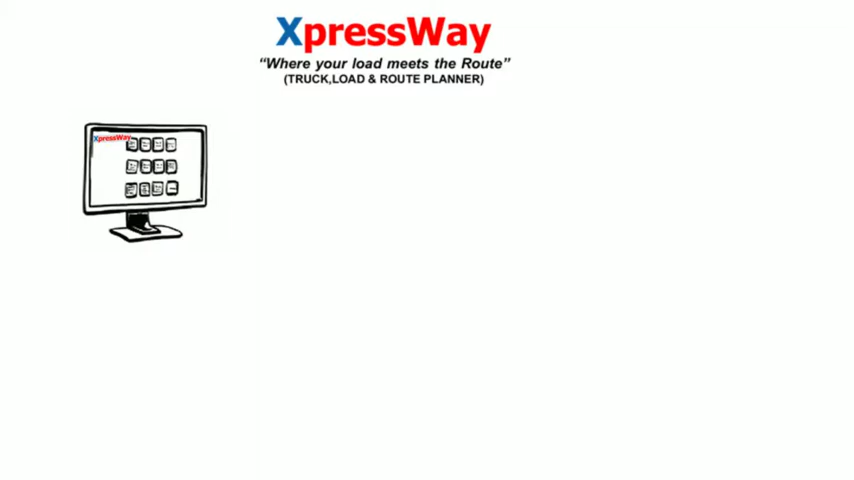 XpressWay
“Where your load meets the Route”
(TRUCK,LOAD & ROUTE PLANNER)
XpressWay